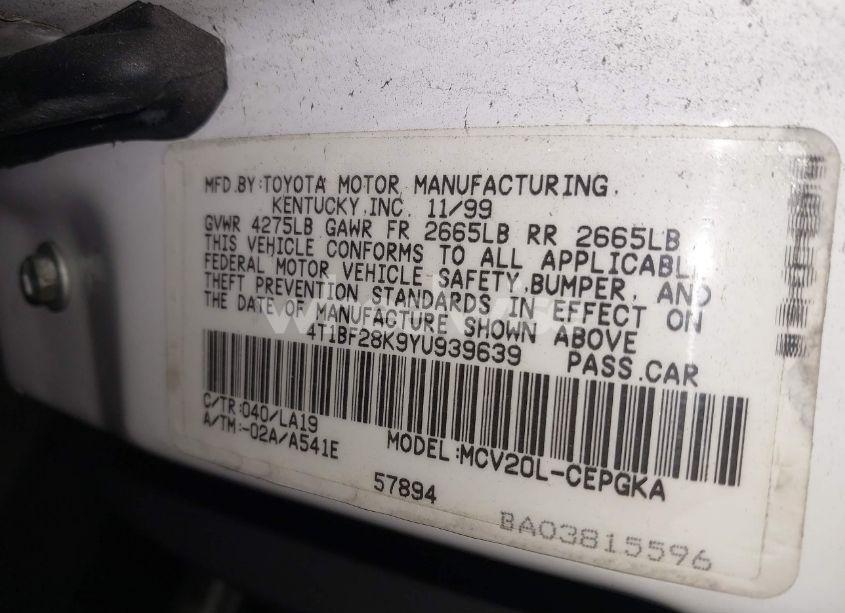 MFD.BY:TOYOTA MOTOR MANUFACTURING.
KENTUCKY,INC. 11/99
GVWR 4275LB GAWR FR 2665LB RR 2665LB
THIS VEHICLE CONFORMS TO ALL APPLICABLE
FEDERAL MOTOR VEHICLE SAFETY,BUMPER, AND
THEFT PREVENTION STANDARDS IN EFFECT ON
THE DATE OF MANUFACTURE SHOWN ABOVE
4T1BF28K9YU939639 PASS.CAR
C/TR:040/LA19
A/TM:-02A/A541E
MODEL:MCV20L-CEPGKA
57894
BA03815596